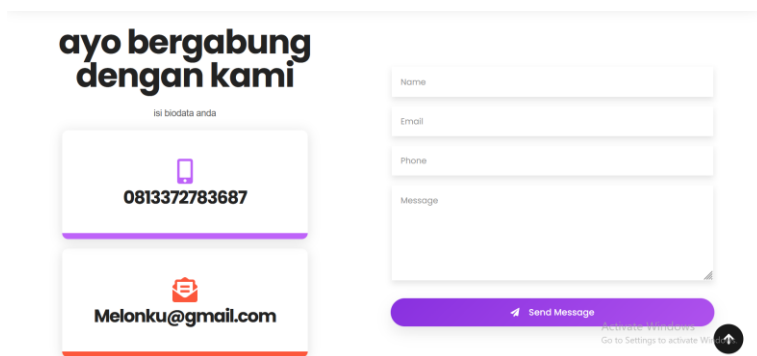 ayo bergabung
dengan kami
isi biodata anda
0813372783687
Melonku@gmail.com
Name
Email
Phone
Message
Send Message
Activate Windows
Go to Settings to activate Windows.